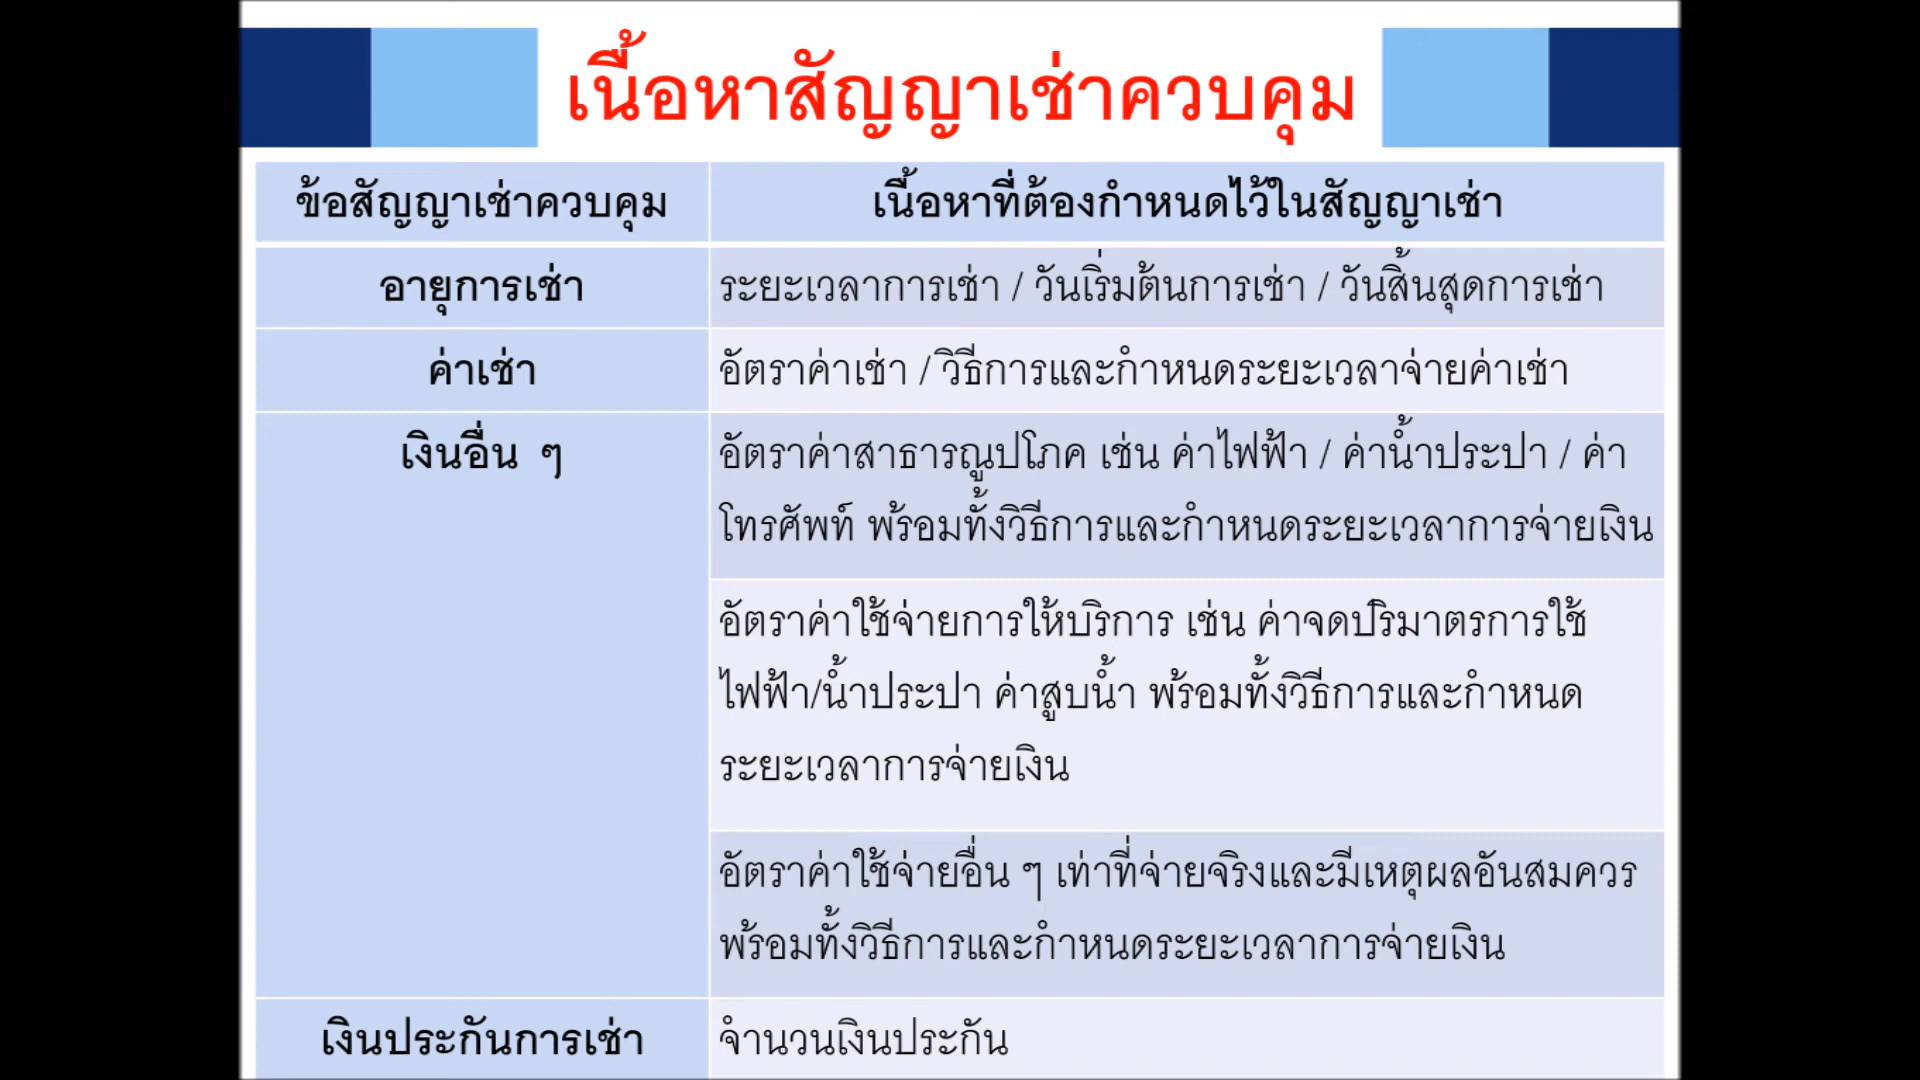 เนื้อหาสัญญาเช่าควบคุม
ข้อสัญญาเช่าควบคุม
เนื้อหาที่ต้องกำหนดไว้ในสัญญาเช่า
อายุการเช่า
ระยะเวลาการเช่า / วันเริ่มต้นการเช่า / วันสิ้นสุดการเช่า
ค่าเช่า
อัตราค่าเช่า / วิธีการและกำหนดระยะเวลาจ่ายค่าเช่า
เงินอื่น ๆ
อัตราค่าสาธารณูปโภค เช่น ค่าไฟฟ้า / ค่าน้ำประปา / ค่า
โทรศัพท์ พร้อมทั้งวิธีการและกำหนดระยะเวลาการจ่ายเงิน
อัตราค่าใช้จ่ายการให้บริการ เช่น ค่าจดปริมาตรการใช้
ไฟฟ้า/น้ำประปา ค่าสูบน้ำ พร้อมทั้งวิธีการและกำหนด
ระยะเวลาการจ่ายเงิน
อัตราค่าใช้จ่ายอื่น ๆ เท่าที่จ่ายจริงและมีเหตุผลอันสมควร
พร้อมทั้งวิธีการและกำหนดระยะเวลาการจ่ายเงิน
เงินประกันการเช่า
จำนวนเงินประกัน